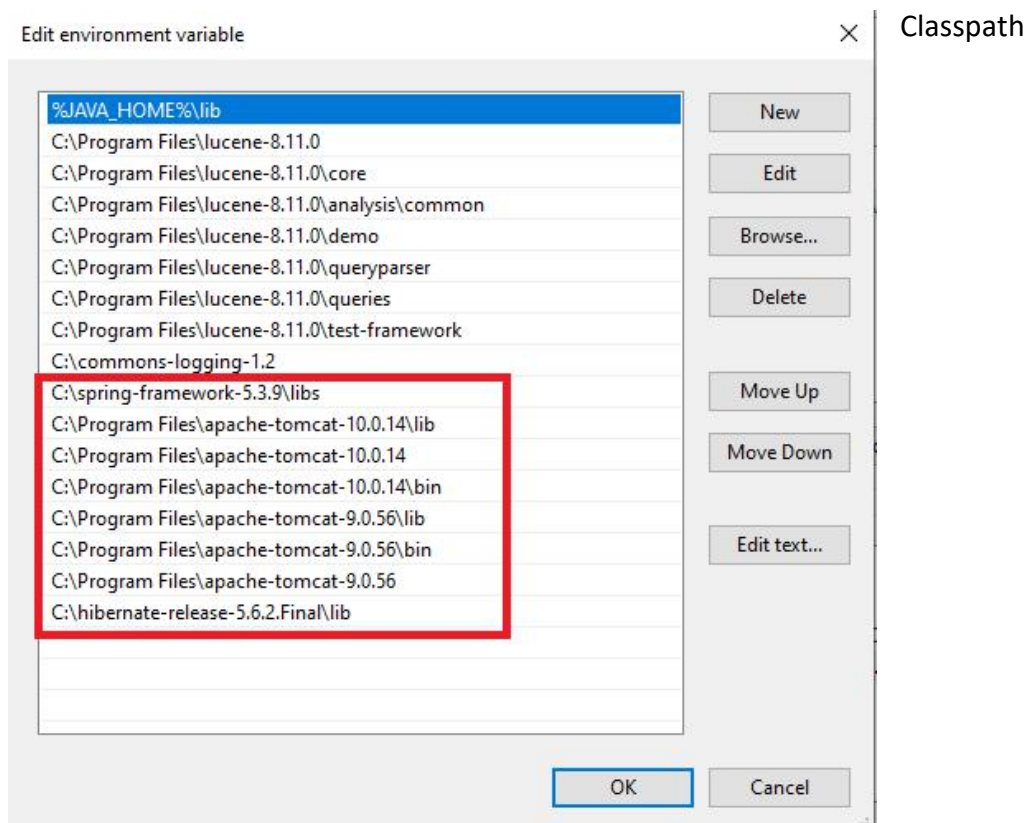 Edit environment variable
Classpath
%JAVA_HOME%\lib
C:\Program Files\lucene-8.11.0
C:\Program Files\lucene-8.11.0\core
C:\Program Files\lucene-8.11.0\analysis\common
C:\Program Files\lucene-8.11.0\demo
C:\Program Files\lucene-8.11.0\queryparser
C:\Program Files\lucene-8.11.0\queries
C:\Program Files\lucene-8.11.0\test-framework
C:\commons-logging-1.2
C:\spring-framework-5.3.9\libs
C:\Program Files\apache-tomcat-10.0.14\lib
C:\Program Files\apache-tomcat-10.0.14
C:\Program Files\apache-tomcat-10.0.14\bin
C:\Program Files\apache-tomcat-9.0.56\lib
C:\Program Files\apache-tomcat-9.0.56\bin
C:\Program Files\apache-tomcat-9.0.56
C:\hibernate-release-5.6.2.Final\lib
New
Edit
Browse...
Delete
Move Up
Move Down
Edit text...
OK
Cancel